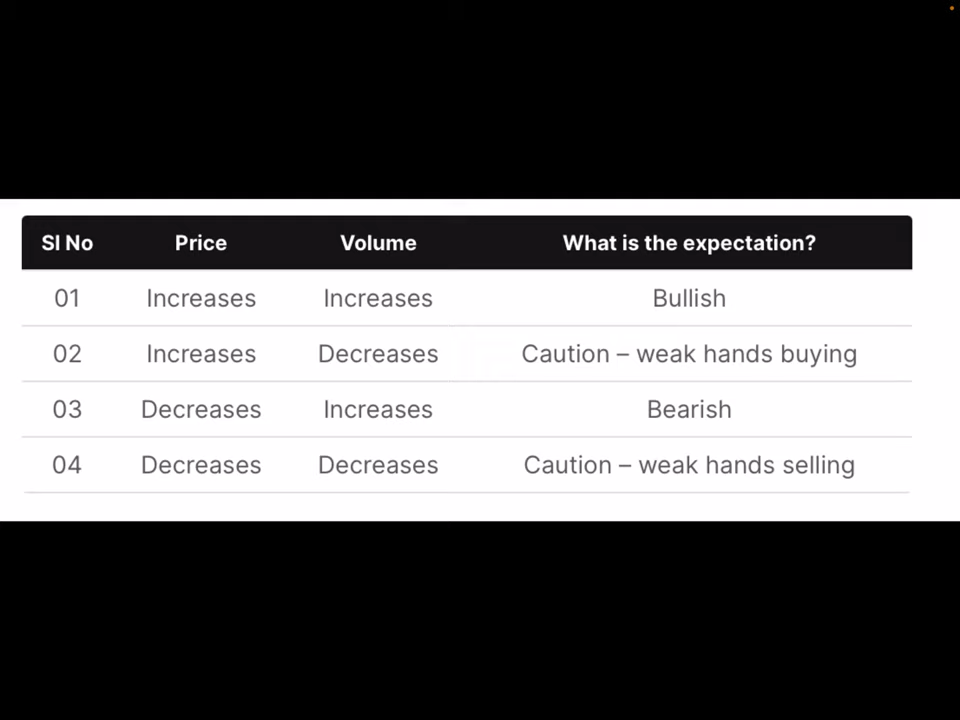 Sl No Price Volume What is the expectation?
01 Increases Increases Bullish
02 Increases Decreases Caution – weak hands buying
03 Decreases Increases Bearish
04 Decreases Decreases Caution – weak hands selling